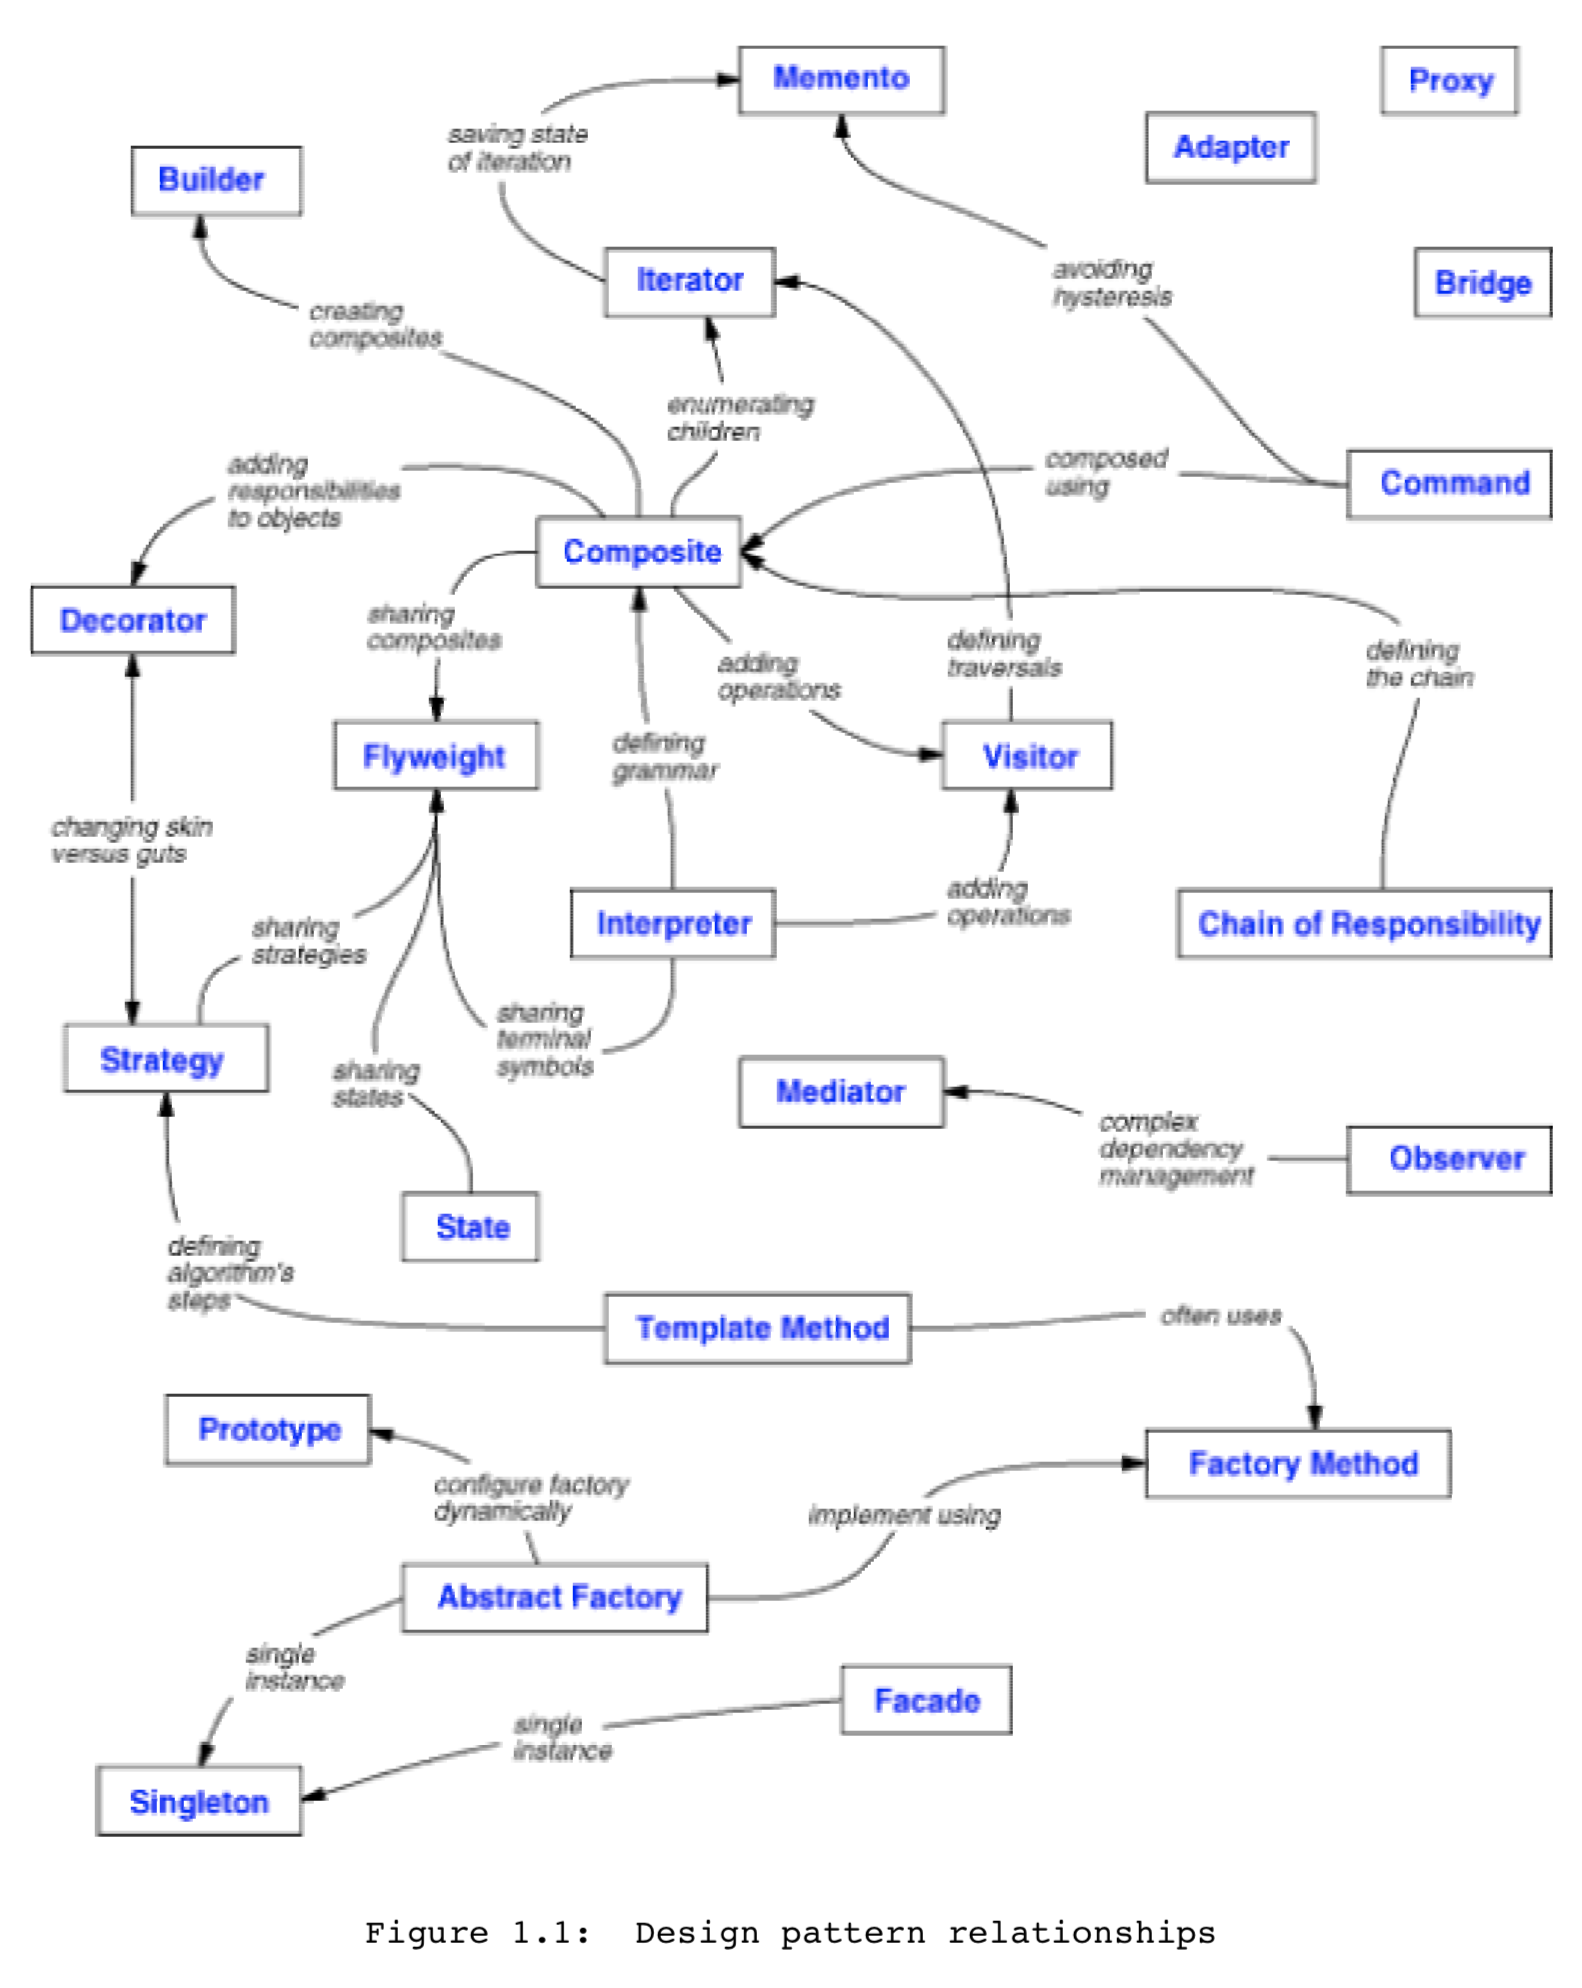 Memento
Proxy
Adapter
saving state
of iteration
Builder
Iterator
avoiding
hysteresis
Bridge
creating
composites
enumerating
children
adding
responsibilities
to objects
composed
using
Command
Composite
Decorator
sharing
composites
adding
operations
defining
traversals
defining
the chain
Flyweight
defining
grammar
Visitor
changing skin
versus guts
sharing
strategies
Interpreter
adding
operations
Chain of Responsibility
Strategy
sharing
terminal
symbols
sharing
states
Mediator
complex
dependency
management
Observer
State
defining
algorithm's
steps
Template Method
often uses
Prototype
Factory Method
configure factory
dynamically
implement using
Abstract Factory
single
instance
Facade
single
instance
Singleton
Figure 1.1: Design pattern relationships